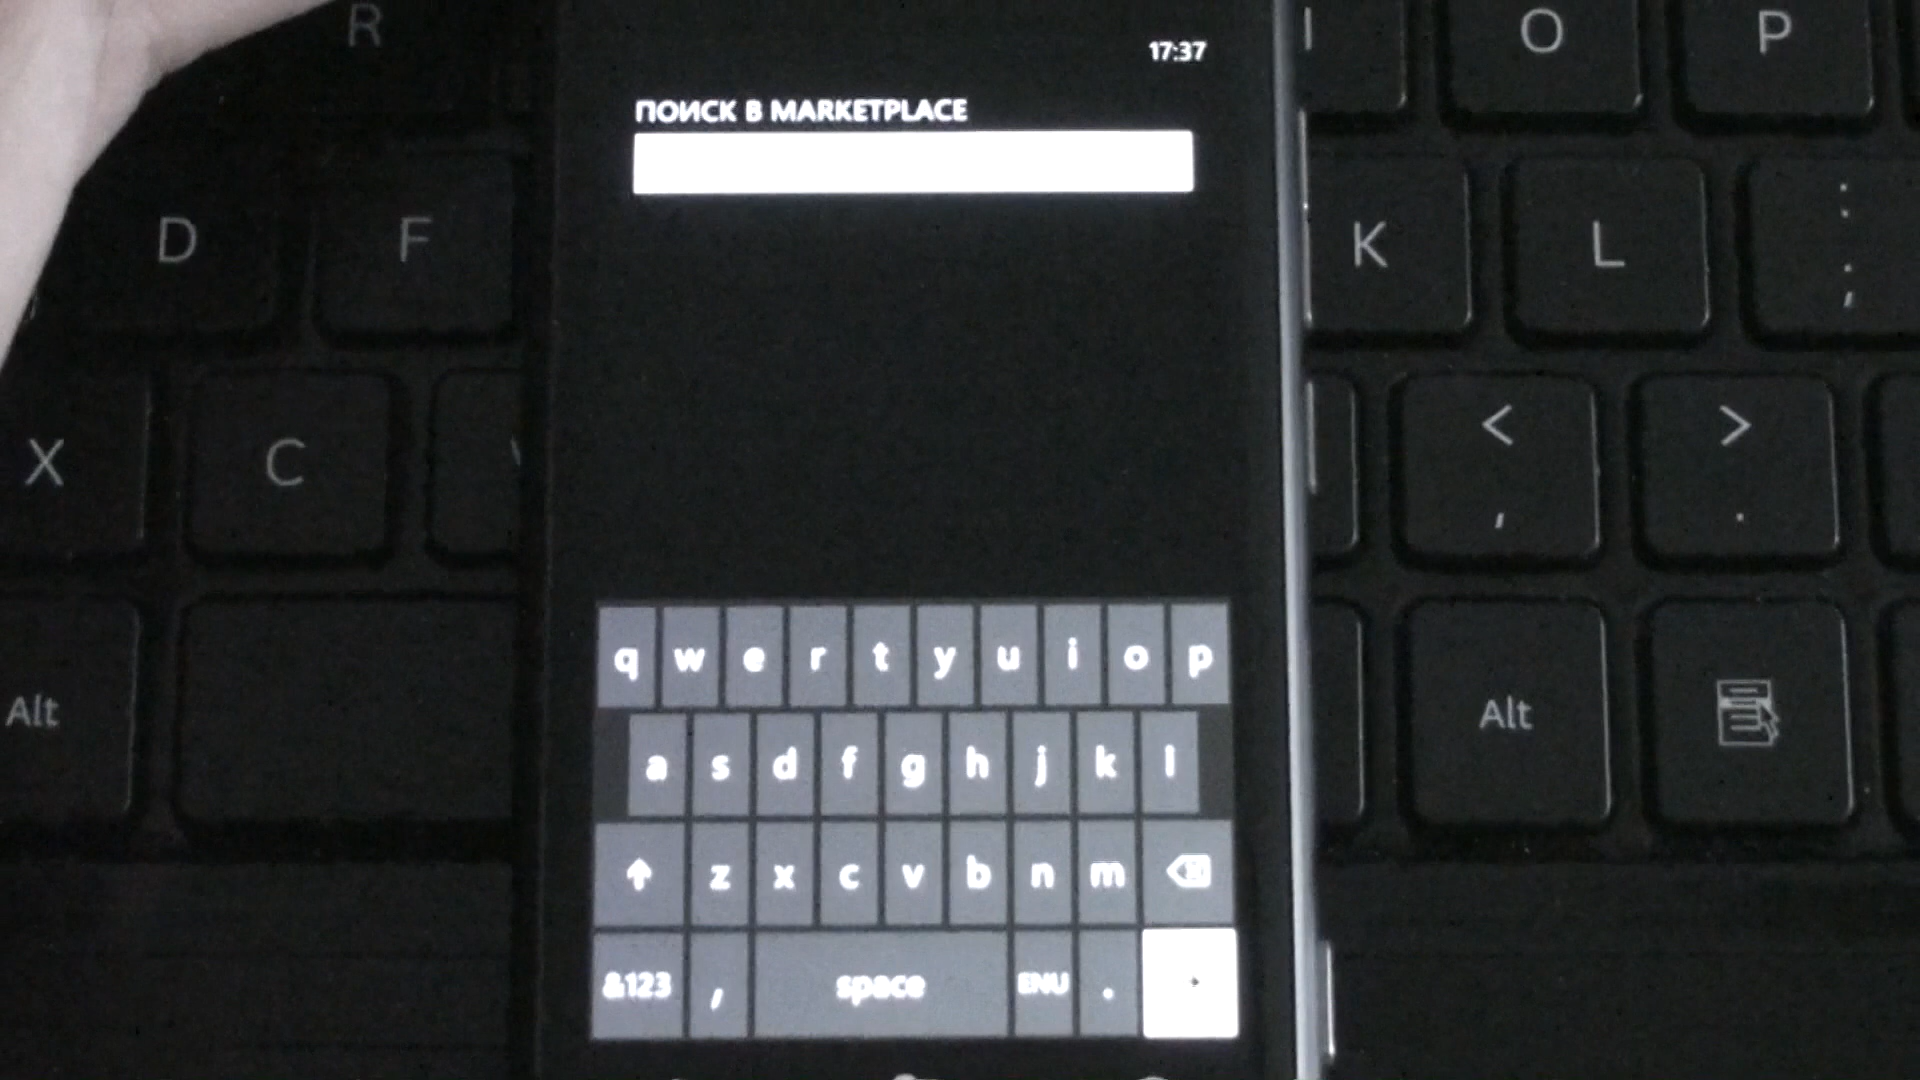 R
17:37
I
O
P
ПОИСК В MARKETPLACE
D
F
K
L
:
;
X
C
<
,
>
.
q w e r t y u i o p
a s d f g h j k l
z x c v b n m
&123 , space ENU .
Alt
Alt